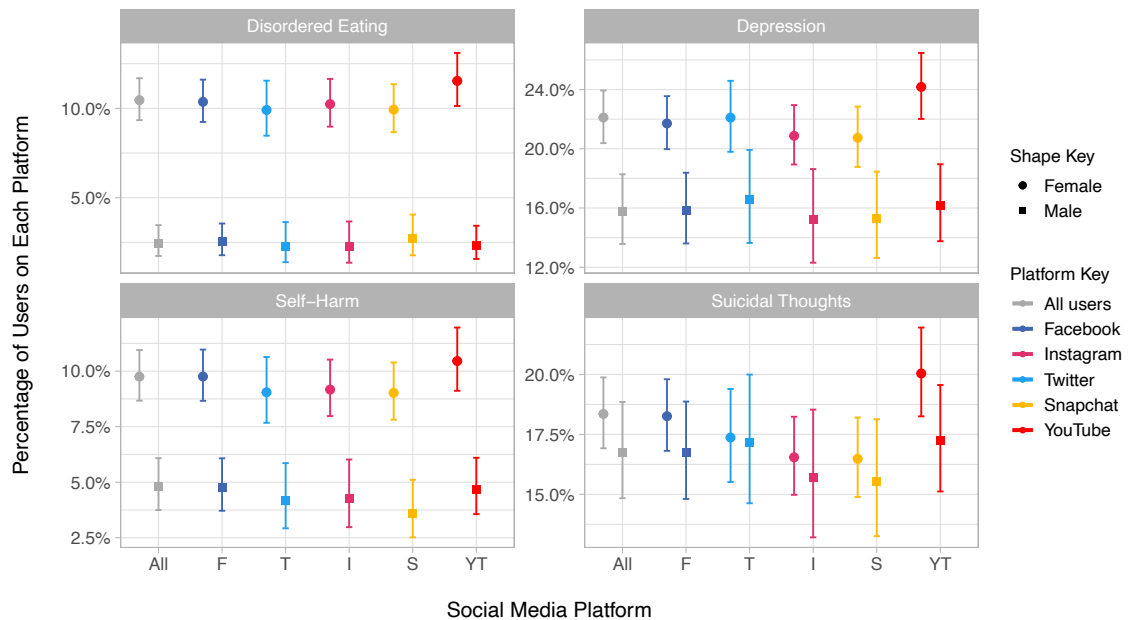 Disordered Eating
Depression
10.0%
5.0%
24.0%
20.0%
16.0%
12.0%
Self−Harm
Suicidal Thoughts
10.0%
7.5%
5.0%
2.5%
20.0%
17.5%
15.0%
All F T I S YT
All F T I S YT
Social Media Platform
Percentage of Users on Each Platform
Shape Key
Female
Male
Platform Key
All users
Facebook
Instagram
Twitter
Snapchat
YouTube